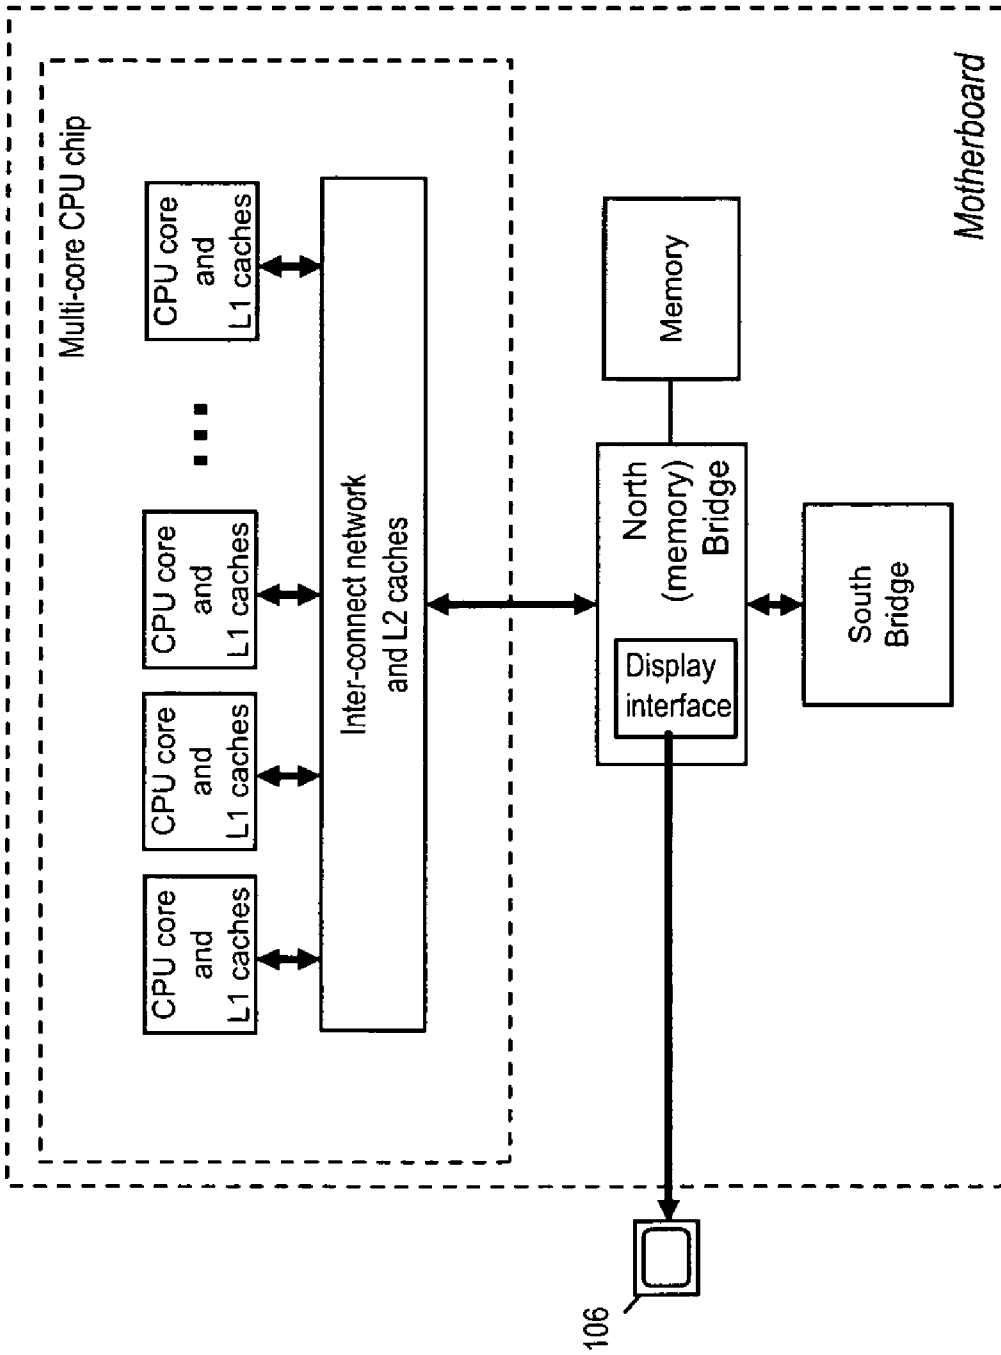 Multi-core CPU chip
CPU core
and
L1 caches
CPU core
and
L1 caches
CPU core
and
L1 caches
CPU core
and
L1 caches
Inter-connect network
and L2 caches
Display
interface
North
(memory)
Bridge
Memory
South
Bridge
106
Motherboard